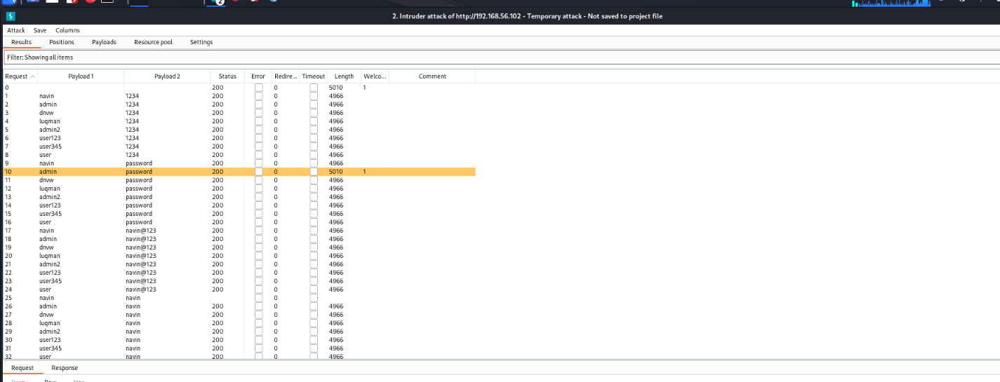 2
2. Intruder attack of http://192.168.56.102 - Temporary attack - Not saved to project file
Attack Save Columns
Results Positions Payloads Resource pool Settings
Filter: Showing all items
Request Payload 1 Payload 2 Status Error Redire... Timeout Length Welco... Comment
0 200 0 5010 1
1 navin 1234 200 0 4966
2 admin 1234 200 0 4966
3 dnvw 1234 200 0 4966
4 luqman 1234 200 0 4966
5 admin2 1234 200 0 4966
6 user123 1234 200 0 4966
7 user345 1234 200 0 4966
8 user 1234 200 0 4966
9 navin password 200 0 4966
10 admin password 200 0 5010 1
11 dnvw password 200 0 4966
12 luqman password 200 0 4966
13 admin2 password 200 0 4966
14 user123 password 200 0 4966
15 user345 password 200 0 4966
16 user password 200 0 4966
17 navin navin@123 200 0 4966
18 admin navin@123 200 0 4966
19 dnvw navin@123 200 0 4966
20 luqman navin@123 200 0 4966
21 admin2 navin@123 200 0 4966
22 user123 navin@123 200 0 4966
23 user345 navin@123 200 0 4966
24 user navin@123 200 0 4966
25 navin navin 0
26 admin navin 200 0 4966
27 dnvw navin 200 0 4966
28 luqman navin 200 0 4966
29 admin2 navin 200 0 4966
30 user123 navin 200 0 4966
31 user345 navin 200 0 4966
32 user navin 200 0 4966
Request Response